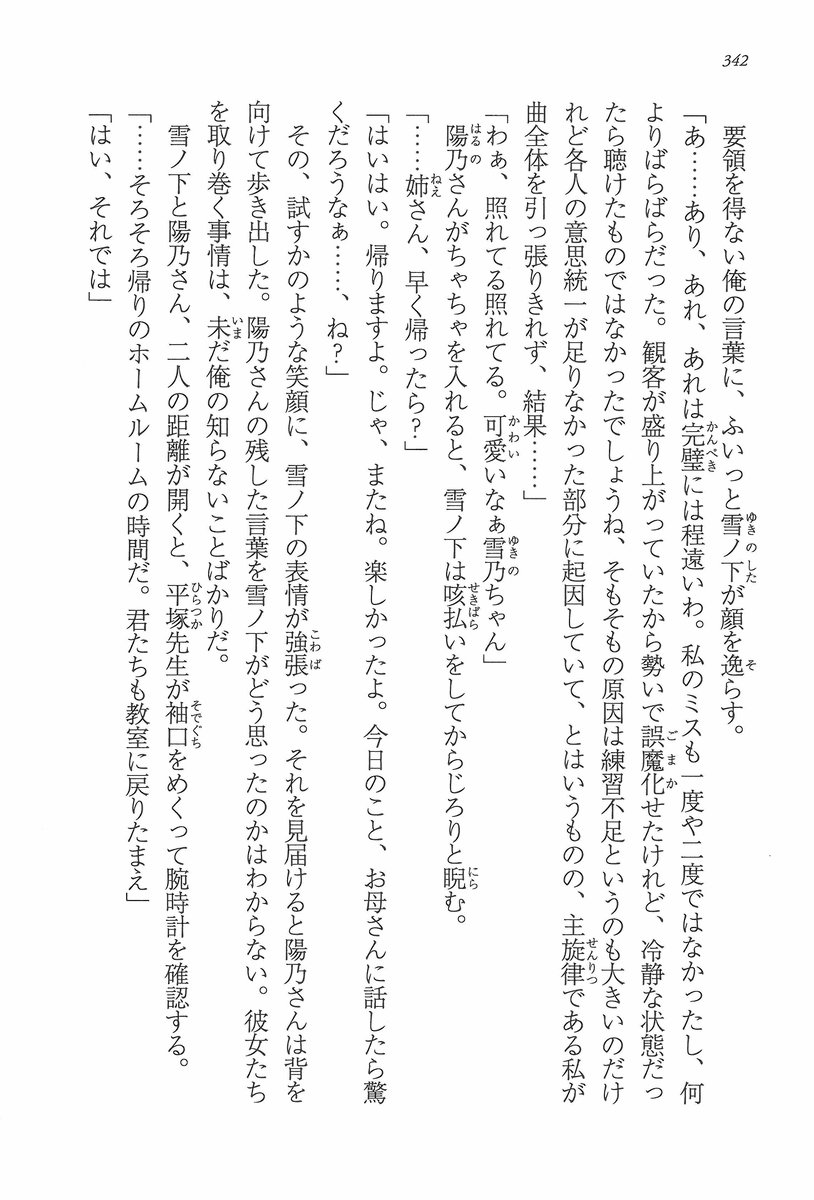 342
要領を得ない俺の言葉に、ふいっと雪ノ下が顔を逸らす。
「あ……あり、あれ、あれは完璧には程遠いわ。私のミスも一度や二度ではなかったし、何
よりばらばらだった。観客が盛り上がっていたから勢いで誤魔化せたけれど、冷静な状態だっ
たら聴けたものではなかったでしょうね、そもそもの原因は練習不足というのも大きいのだけ
れど各人の意思統一が足りなかった部分に起因していて、とはいうものの、主旋律である私が
曲全体を引っ張りきれず、結果……」
「わぁ、照れてる照れてる。可愛いなぁ雪乃ちゃん」
陽乃さんがちゃちゃを入れると、雪ノ下は咳払いをしてからじろりと睨む。
「……姉さん、早く帰ったら？」
「はいはい。帰りますよ。じゃ、またね。楽しかったよ。今日のこと、お母さんに話したら驚
くだろうなぁ……、ね？」
その、試すかのような笑顔に、雪ノ下の表情が強張った。それを見届けると陽乃さんは背を
向けて歩き出した。陽乃さんの残した言葉を雪ノ下がどう思ったのかはわからない。彼女たち
を取り巻く事情は、未だ俺の知らないことばかりだ。
雪ノ下と陽乃さん、二人の距離が開くと、平塚先生が袖口をめくって腕時計を確認する。
「……そろそろ帰りのホームルームの時間だ。君たちも教室に戻りたまえ」
「はい、それでは」